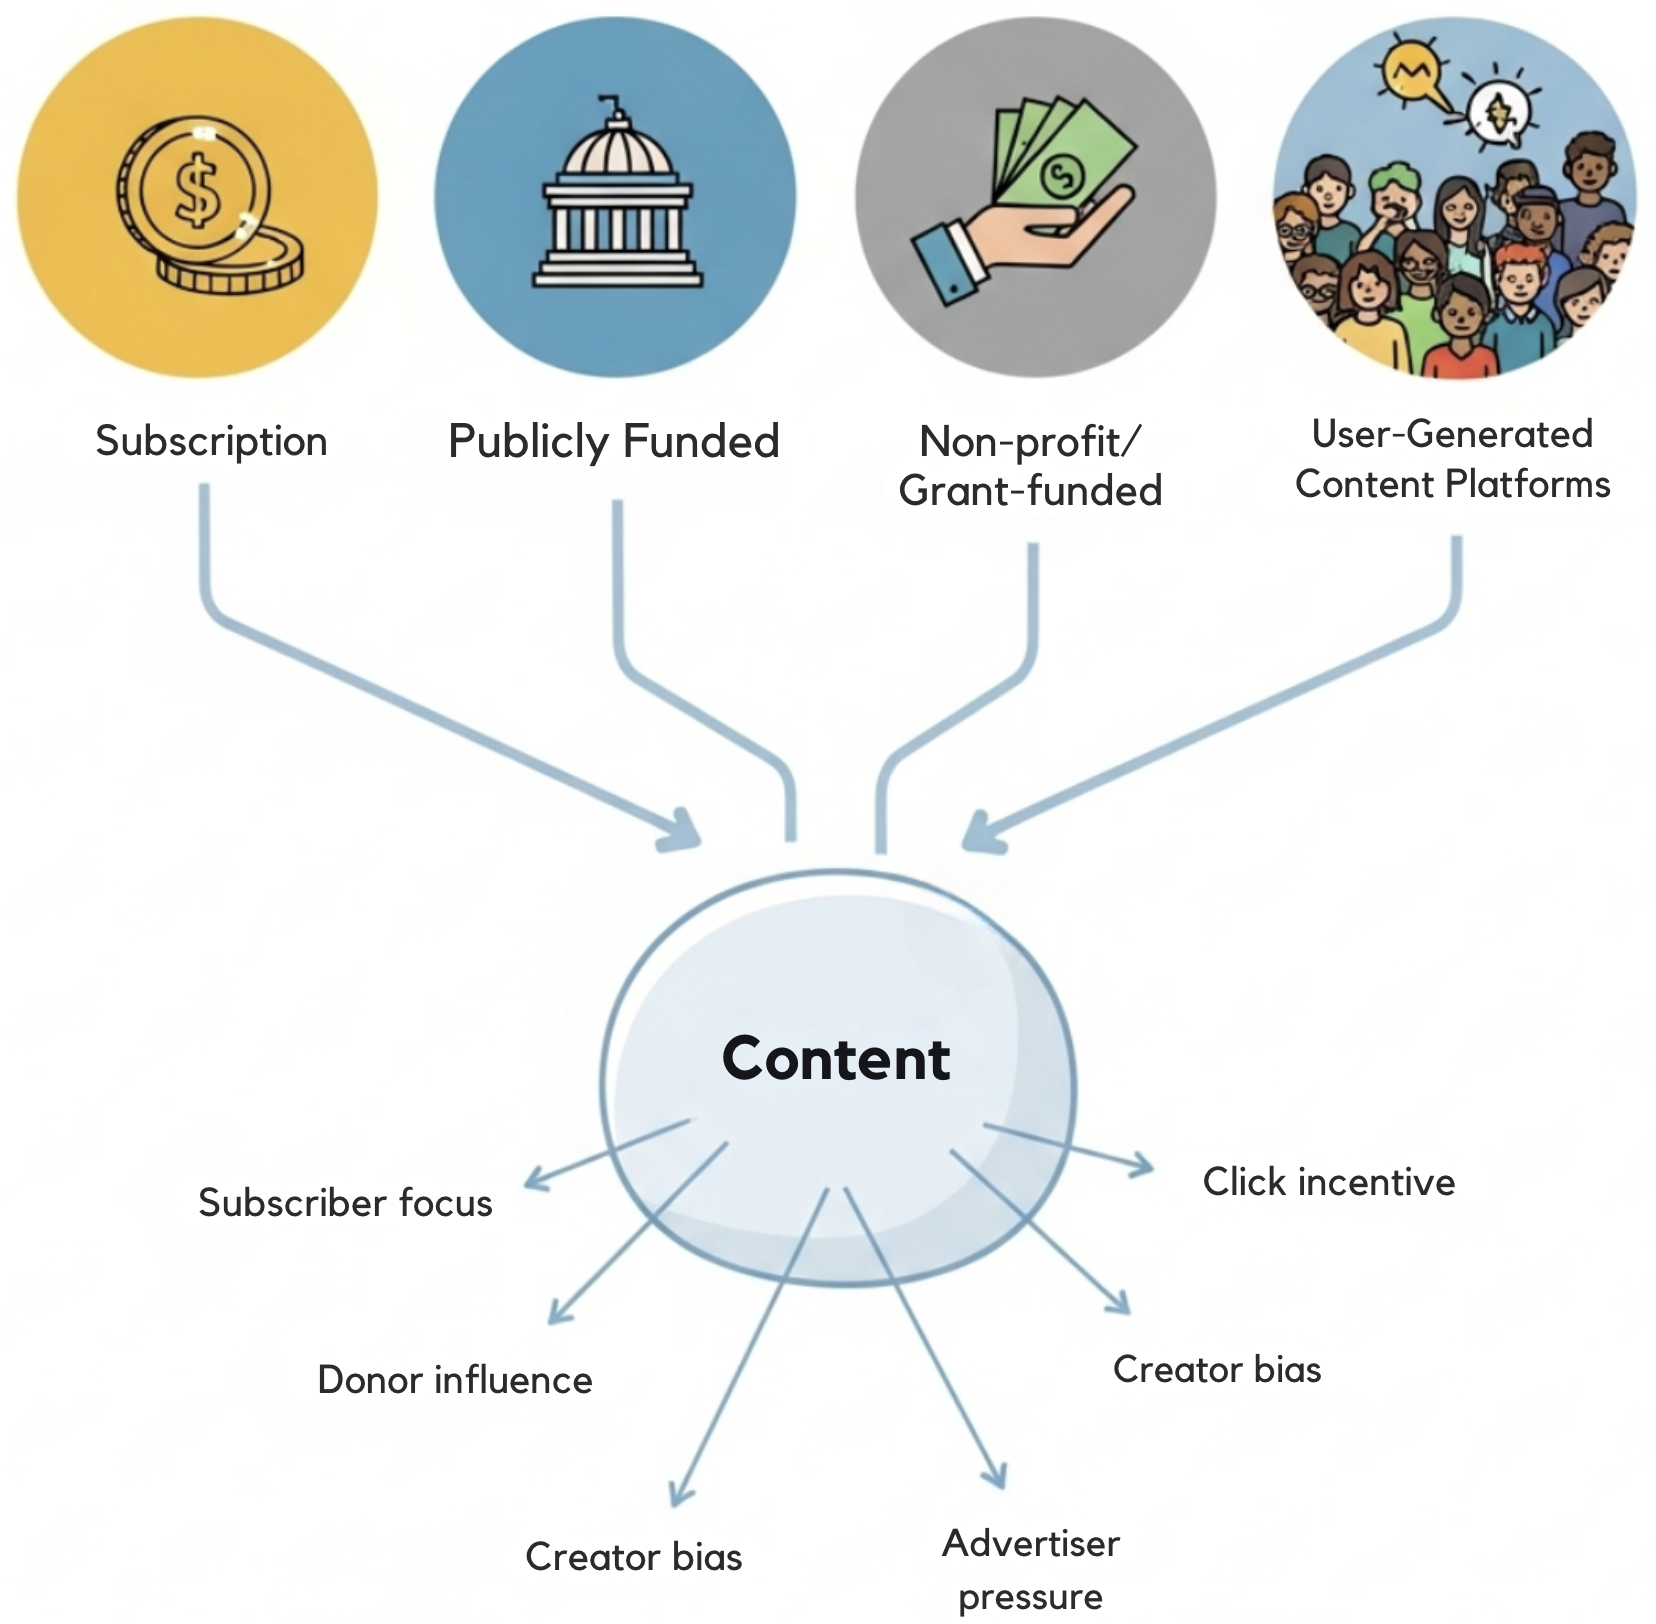 Subscription
Publicly Funded
Non-profit/
Grant-funded
User-Generated
Content Platforms
Content
Subscriber focus
Click incentive
Donor influence
Creator bias
Creator bias
Advertiser
pressure